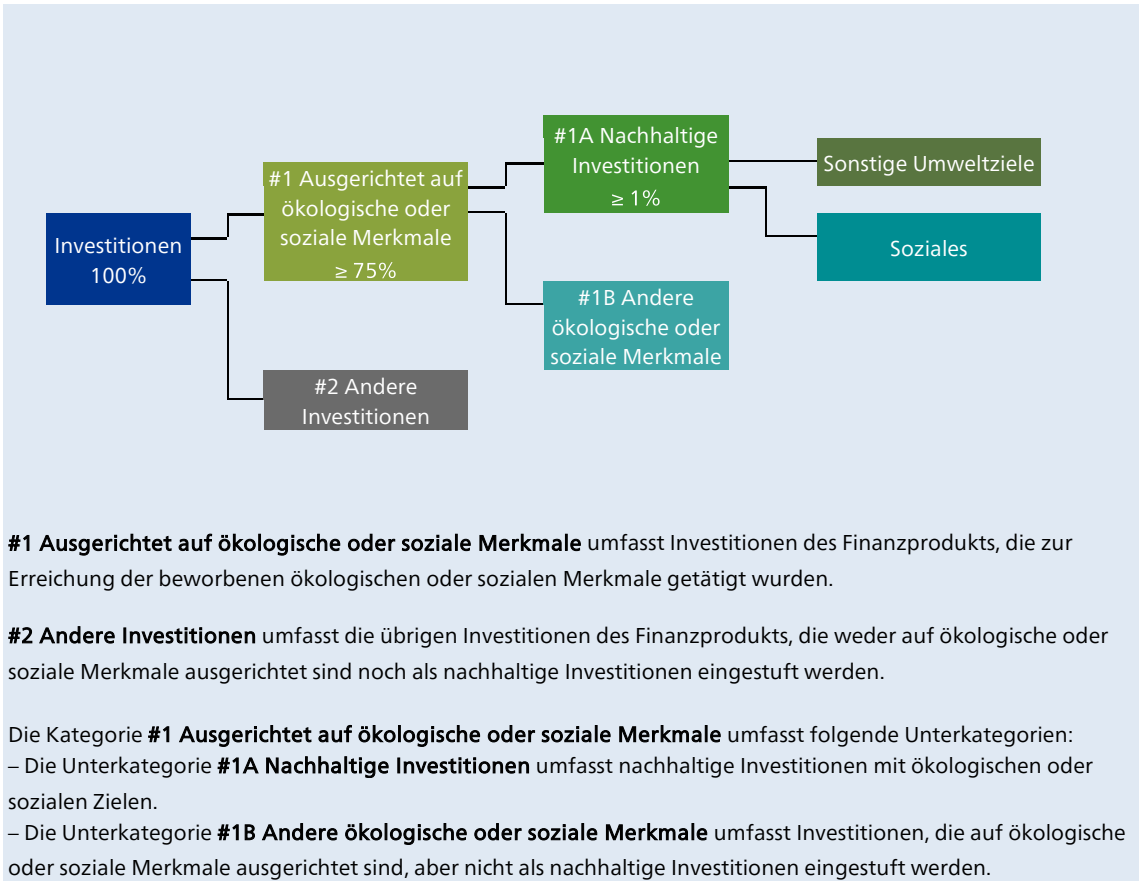 Investitionen
100%
#1 Ausgerichtet auf
ökologische oder
soziale Merkmale
≥ 75%
#2 Andere
Investitionen
#1A Nachhaltige
Investitionen
≥ 1%
#1B Andere
ökologische oder
soziale Merkmale
Sonstige Umweltziele
Soziales
#1 Ausgerichtet auf ökologische oder soziale Merkmale umfasst Investitionen des Finanzprodukts, die zur
Erreichung der beworbenen ökologischen oder sozialen Merkmale getätigt wurden.
#2 Andere Investitionen umfasst die übrigen Investitionen des Finanzprodukts, die weder auf ökologische oder
soziale Merkmale ausgerichtet sind noch als nachhaltige Investitionen eingestuft werden.
Die Kategorie #1 Ausgerichtet auf ökologische oder soziale Merkmale umfasst folgende Unterkategorien:
– Die Unterkategorie #1A Nachhaltige Investitionen umfasst nachhaltige Investitionen mit ökologischen oder
sozialen Zielen.
– Die Unterkategorie #1B Andere ökologische oder soziale Merkmale umfasst Investitionen, die auf ökologische
oder soziale Merkmale ausgerichtet sind, aber nicht als nachhaltige Investitionen eingestuft werden.